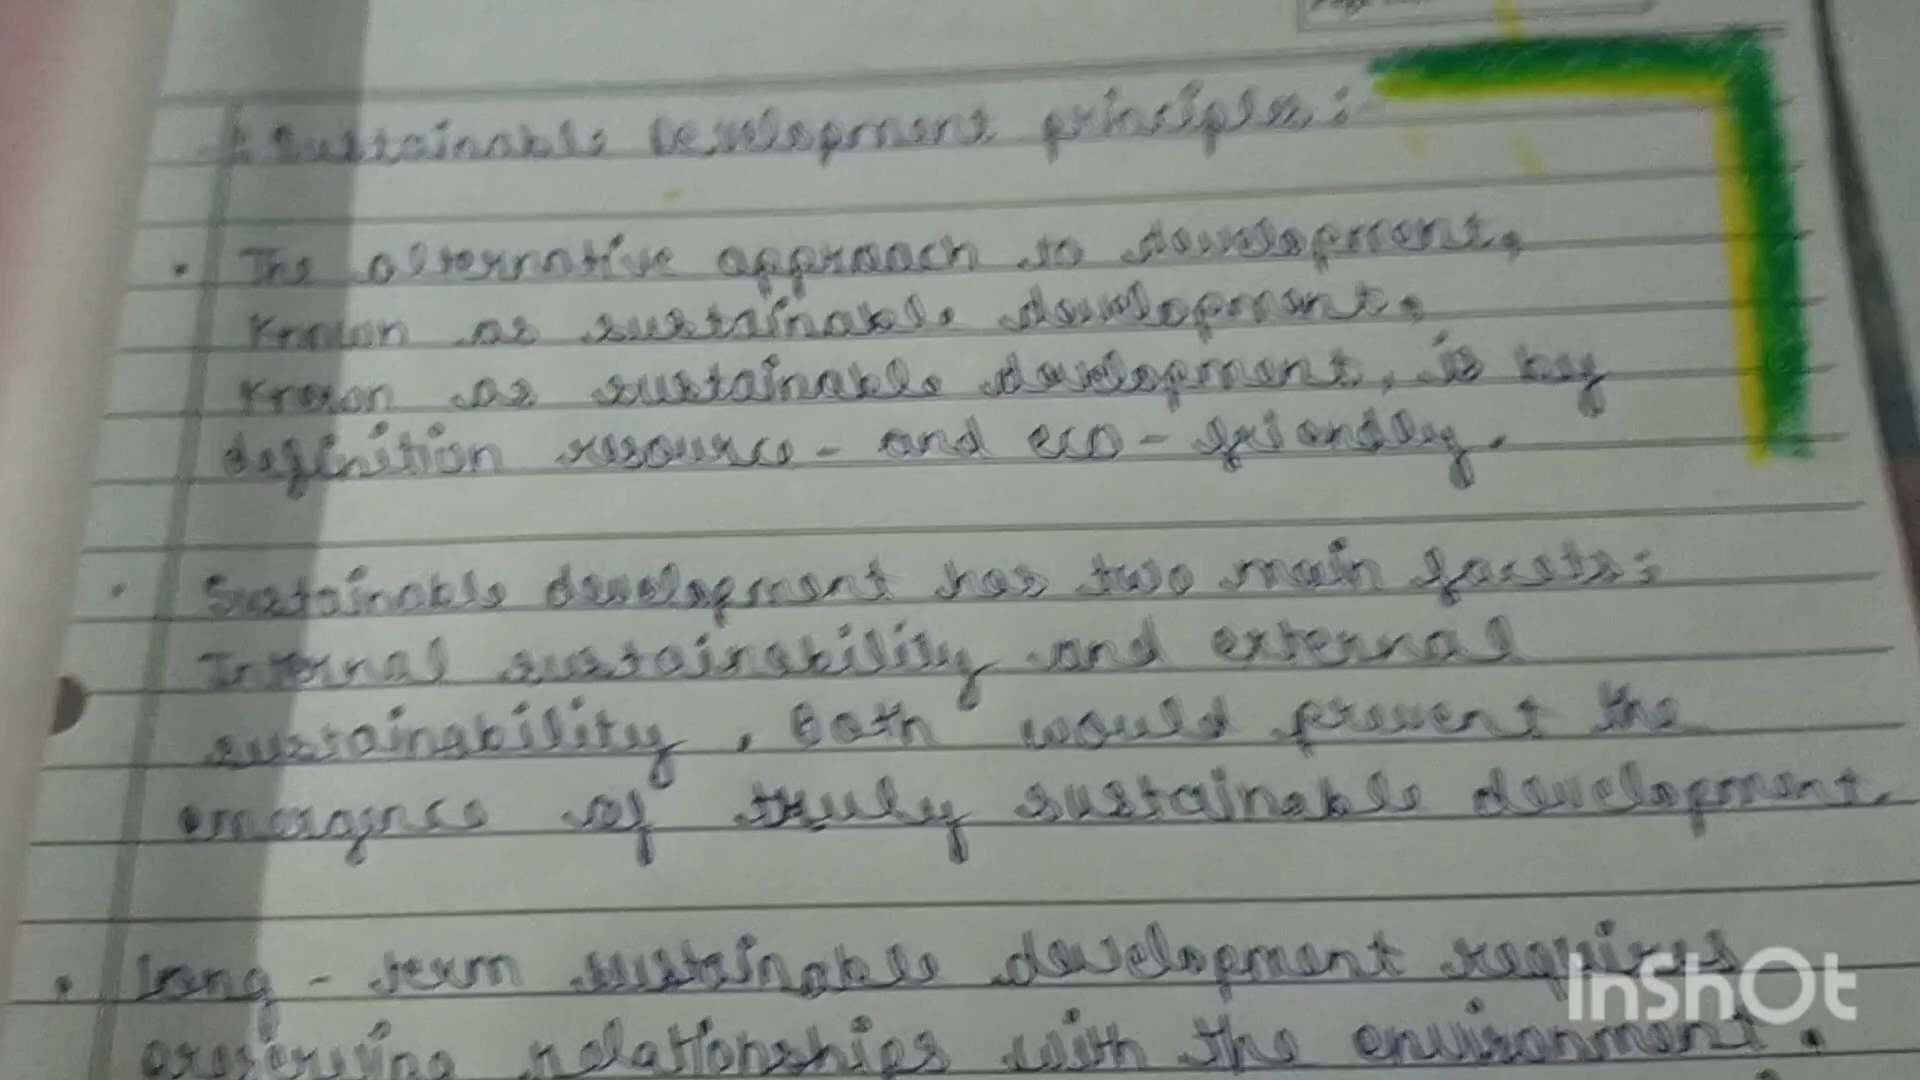 Sustainable Development principles:
• The alternative approach to development,
known as sustainable development,
known as sustainable development, is by
definition resource - and eco - friandly.
• Sustainable development has two main facets:
Internal sustainability and external
sustainability, Both would prevent the
emergence of truly sustainable development.
• Long - term sustainable development requires
preserving relationships with the environment.
InShOt